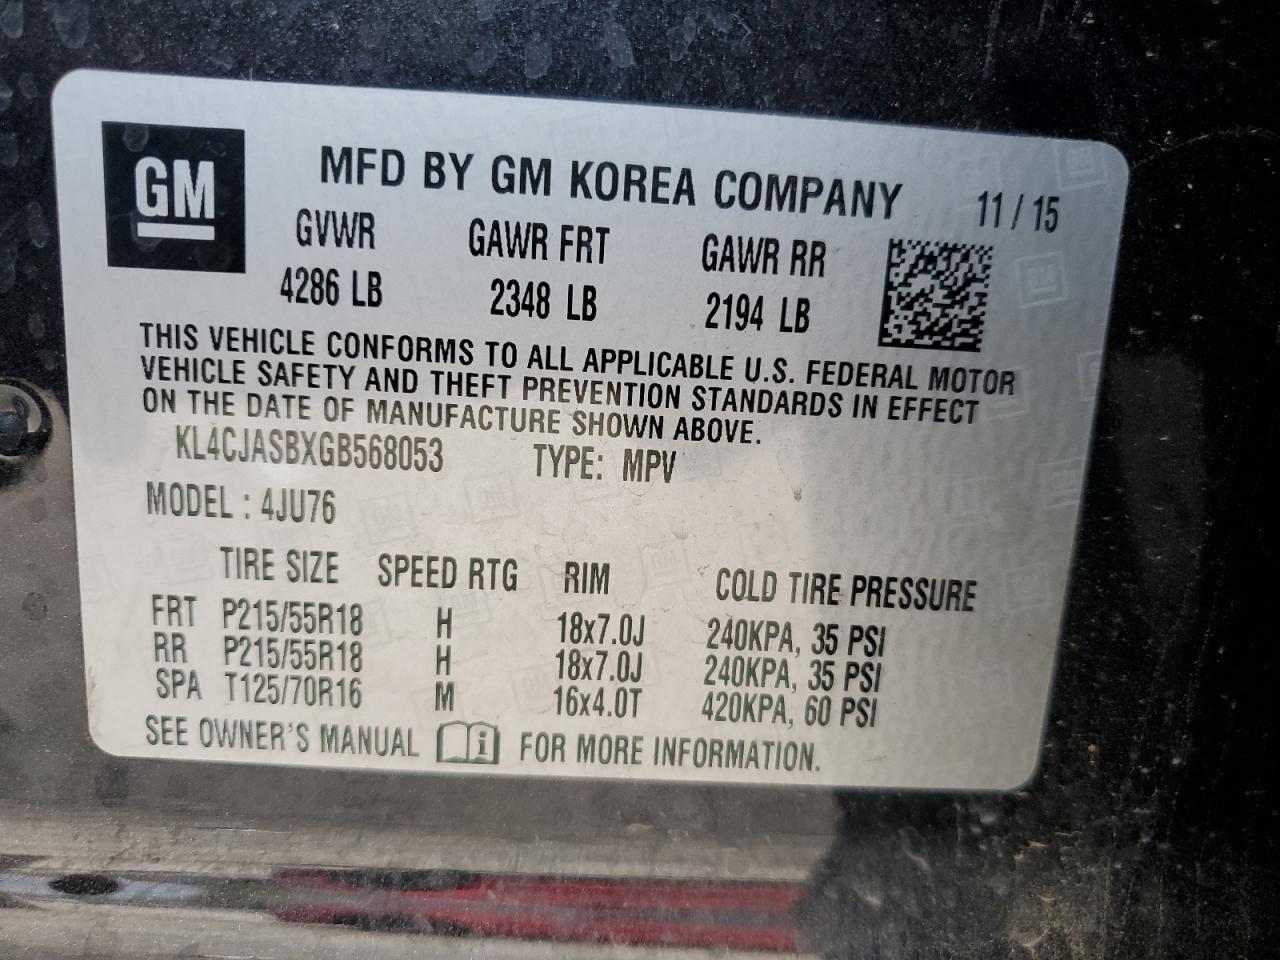 GM
MFD BY GM KOREA COMPANY 11 / 15
GVWR GAWR FRT GAWR RR
4286 LB 2348 LB 2194 LB
THIS VEHICLE CONFORMS TO ALL APPLICABLE U.S. FEDERAL MOTOR
VEHICLE SAFETY AND THEFT PREVENTION STANDARDS IN EFFECT
ON THE DATE OF MANUFACTURE SHOWN ABOVE.
KL4CJASBXGB568053 TYPE: MPV
MODEL : 4JU76
TIRE SIZE SPEED RTG RIM COLD TIRE PRESSURE
FRT P215/55R18 H 18x7.0J 240KPA, 35 PSI
RR P215/55R18 H 18x7.0J 240KPA, 35 PSI
SPA T125/70R16 M 16x4.0T 420KPA, 60 PSI
SEE OWNER'S MANUAL i FOR MORE INFORMATION.